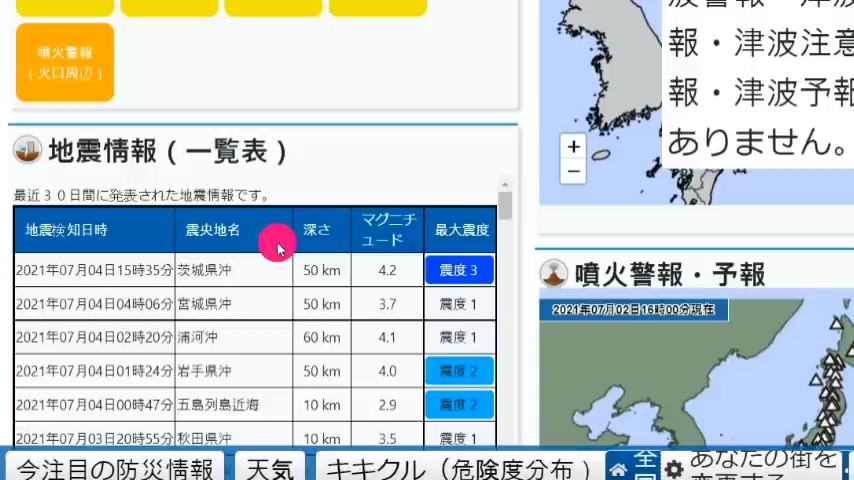 噴火警報
（火口周辺）
報・津波注意
報・津波予報
ありません。
地震情報（一覧表）
最近３０日間に発表された地震情報です。
地震検知日時 震央地名 深さ マグニチュード 最大震度
2021年07月04日15時35分 茨城県沖 50 km 4.2 震度３
2021年07月04日04時06分 宮城県沖 50 km 3.7 震度１
2021年07月04日02時20分 浦河沖 60 km 4.1 震度１
2021年07月04日01時24分 岩手県沖 50 km 4.0 震度２
2021年07月04日00時47分 五島列島近海 10 km 2.9 震度２
2021年07月03日20時55分 秋田県沖 10 km 3.5 震度１
+
−
噴火警報・予報
2021年07月02日16時00分現在
今注目の防災情報 天気 キキクル（危険度分布） 全 あなたの街を